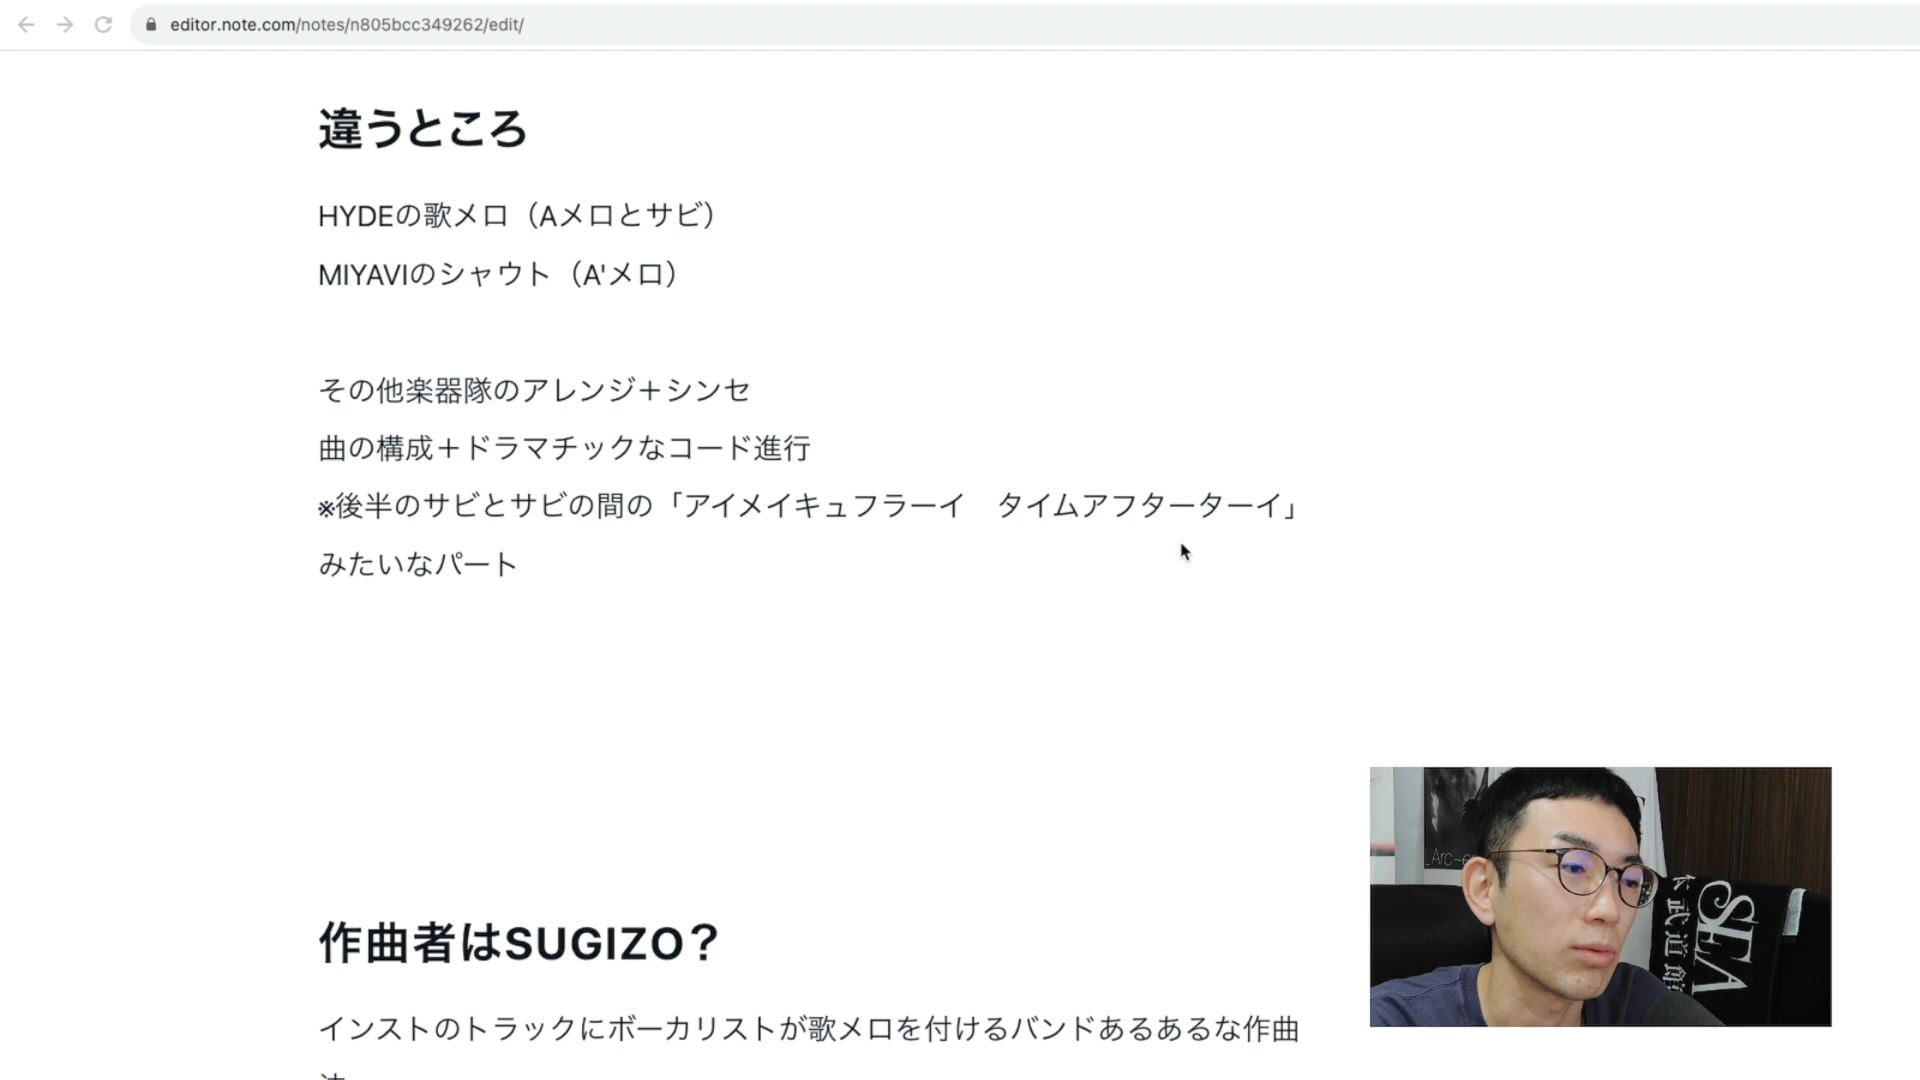 editor.note.com/notes/n805bcc349262/edit/
違うところ
HYDEの歌メロ（Aメロとサビ）
MIYAVIのシャウト（A'メロ）
その他楽器隊のアレンジ＋シンセ
曲の構成＋ドラマチックなコード進行
※後半のサビとサビの間の「アイメイキュフラーイ　タイムアフターターイ」
みたいなパート
作曲者はSUGIZO？
インストのトラックにボーカリストが歌メロを付けるバンドあるあるな作曲
Arc~e
武道館